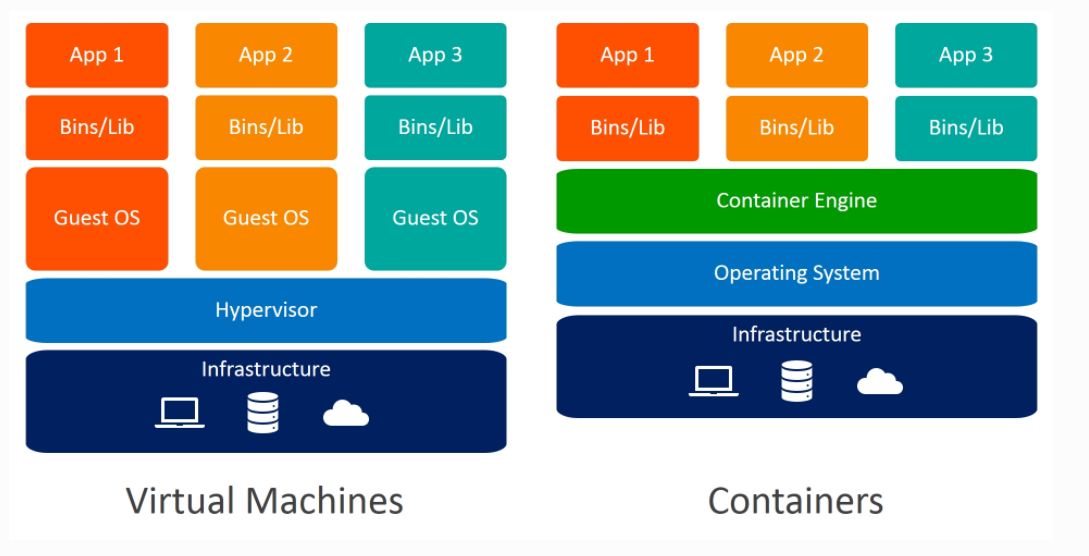 App 1
App 2
App 3
Bins/Lib
Bins/Lib
Bins/Lib
Guest OS
Guest OS
Guest OS
Hypervisor
Infrastructure
Virtual Machines
App 1
App 2
App 3
Bins/Lib
Bins/Lib
Bins/Lib
Container Engine
Operating System
Infrastructure
Containers